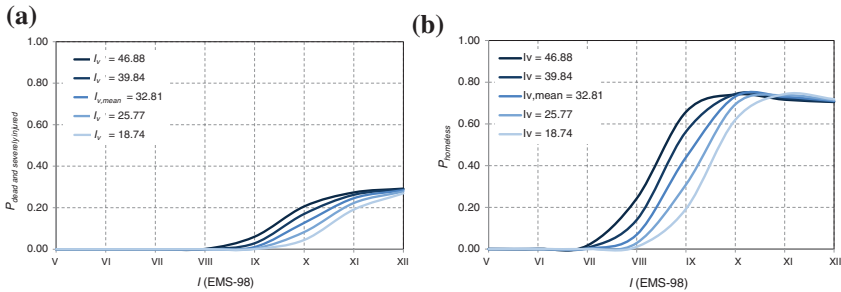 (a)
1.00
0.80
0.60
0.40
0.20
0.00
P dead and severely injured
Iv = 46.88
Iv = 39.84
Iv,mean = 32.81
Iv = 25.77
Iv = 18.74
V VI VII VIII IX X XI XII
I (EMS-98)
(b)
1.00
0.80
0.60
0.40
0.20
0.00
P homeless
Iv = 46.88
Iv = 39.84
Iv,mean = 32.81
Iv = 25.77
Iv = 18.74
V VI VII VIII IX X XI XII
I (EMS-98)